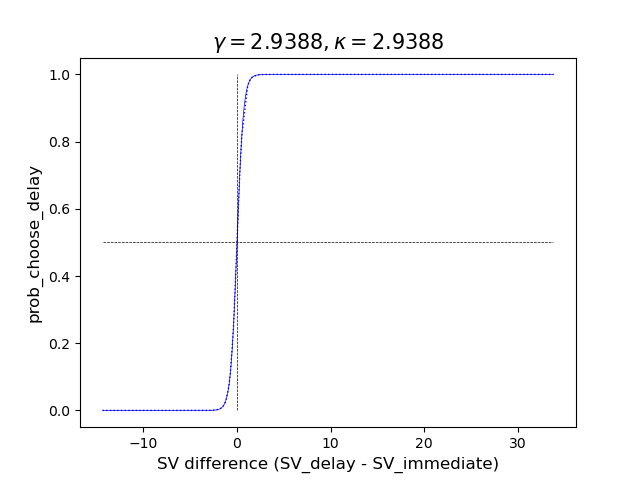 γ = 2.9388, κ = 2.9388
1.0
0.8
0.6
0.4
0.2
0.0
prob_choose_delay
−10 0 10 20 30
SV difference (SV_delay - SV_immediate)